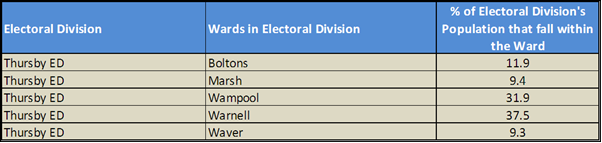 Electoral Division Wards in Electoral Division % of Electoral Division's
Population that fall within
the Ward
Thursby ED Boltons 11.9
Thursby ED Marsh 9.4
Thursby ED Wampool 31.9
Thursby ED Warnell 37.5
Thursby ED Waver 9.3